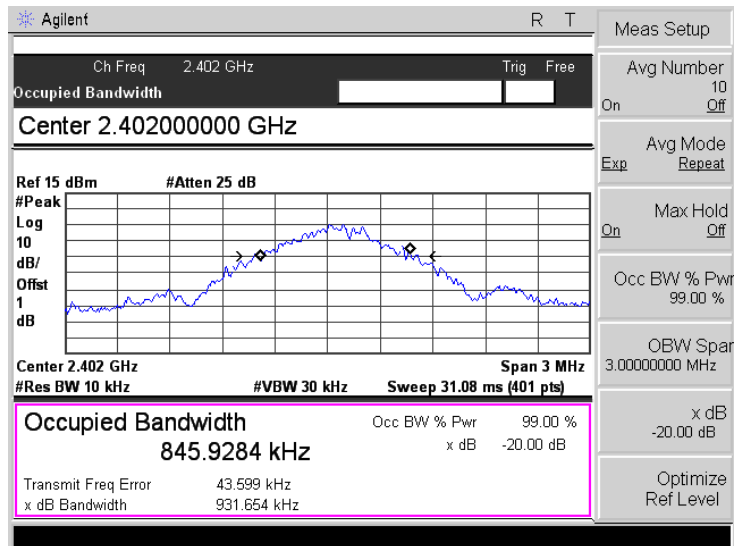 Agilent R T
Ch Freq 2.402 GHz Trig Free
Occupied Bandwidth
Center 2.402000000 GHz
Ref 15 dBm #Atten 25 dB
#Peak
Log
10
dB/
Offst
1
dB
Center 2.402 GHz Span 3 MHz
#Res BW 10 kHz #VBW 30 kHz Sweep 31.08 ms (401 pts)
Occupied Bandwidth
845.9284 kHz
Occ BW % Pwr 99.00 %
x dB -20.00 dB
Transmit Freq Error 43.599 kHz
x dB Bandwidth 931.654 kHz
Meas Setup
Avg Number
10
On Off
Avg Mode
Exp Repeat
Max Hold
On Off
Occ BW % Pwr
99.00 %
OBW Span
3.00000000 MHz
x dB
-20.00 dB
Optimize
Ref Level